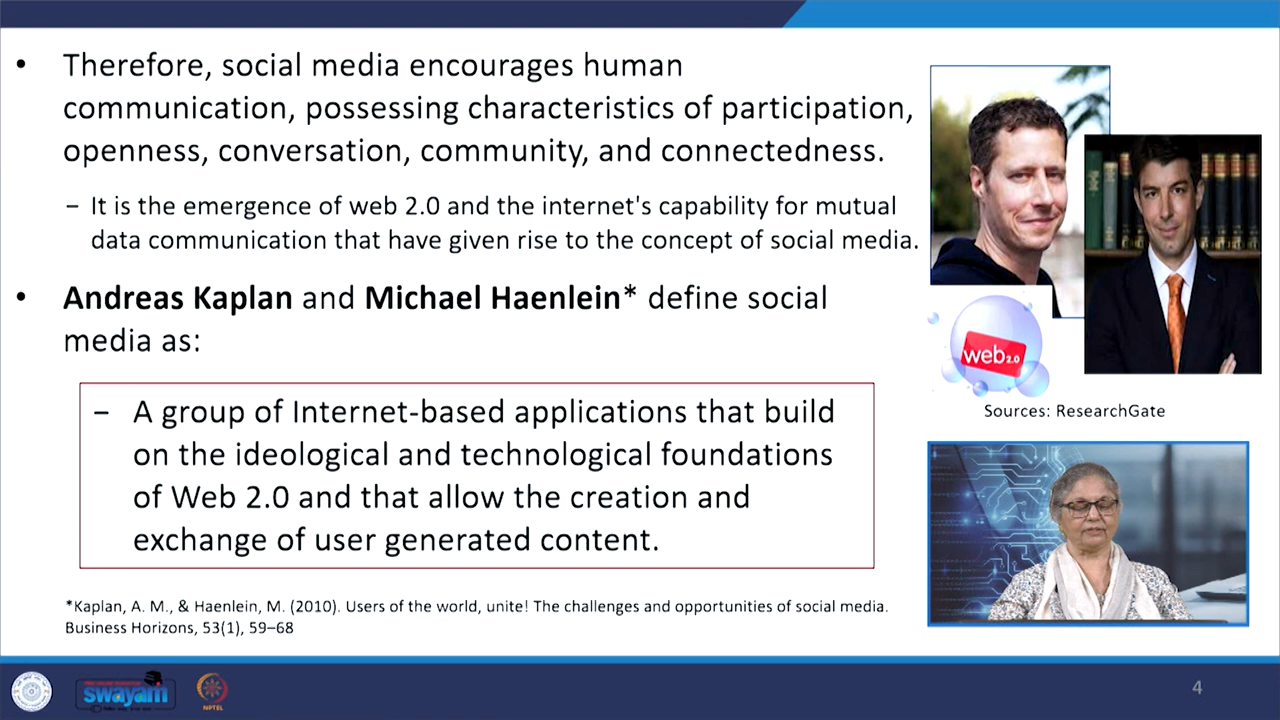 • Therefore, social media encourages human
communication, possessing characteristics of participation,
openness, conversation, community, and connectedness.
– It is the emergence of web 2.0 and the internet's capability for mutual
data communication that have given rise to the concept of social media.
• Andreas Kaplan and Michael Haenlein* define social
media as:
– A group of Internet-based applications that build
on the ideological and technological foundations
of Web 2.0 and that allow the creation and
exchange of user generated content.
*Kaplan, A. M., & Haenlein, M. (2010). Users of the world, unite! The challenges and opportunities of social media.
Business Horizons, 53(1), 59–68
web 2.0
Sources: ResearchGate
swayam
NPTEL
4